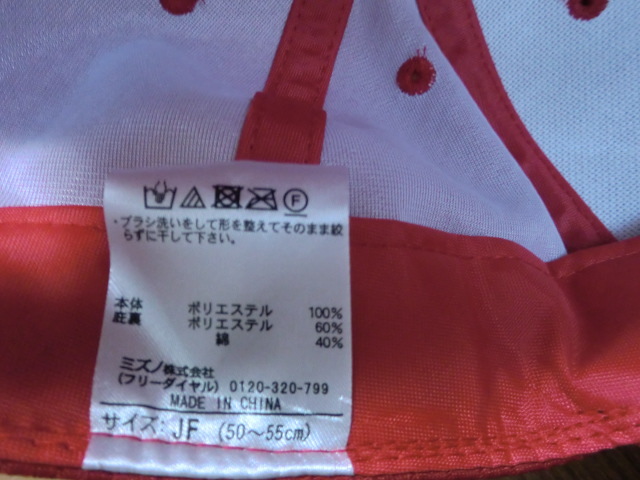 F
・ブラシ洗いをして形を整えてそのまま絞
らずに干して下さい。
本体 ポリエステル 100%
庇裏 ポリエステル 60%
綿 40%
ミズノ株式会社
(フリーダイヤル) 0120-320-799
MADE IN CHINA
サイズ: JF (50〜55cm)